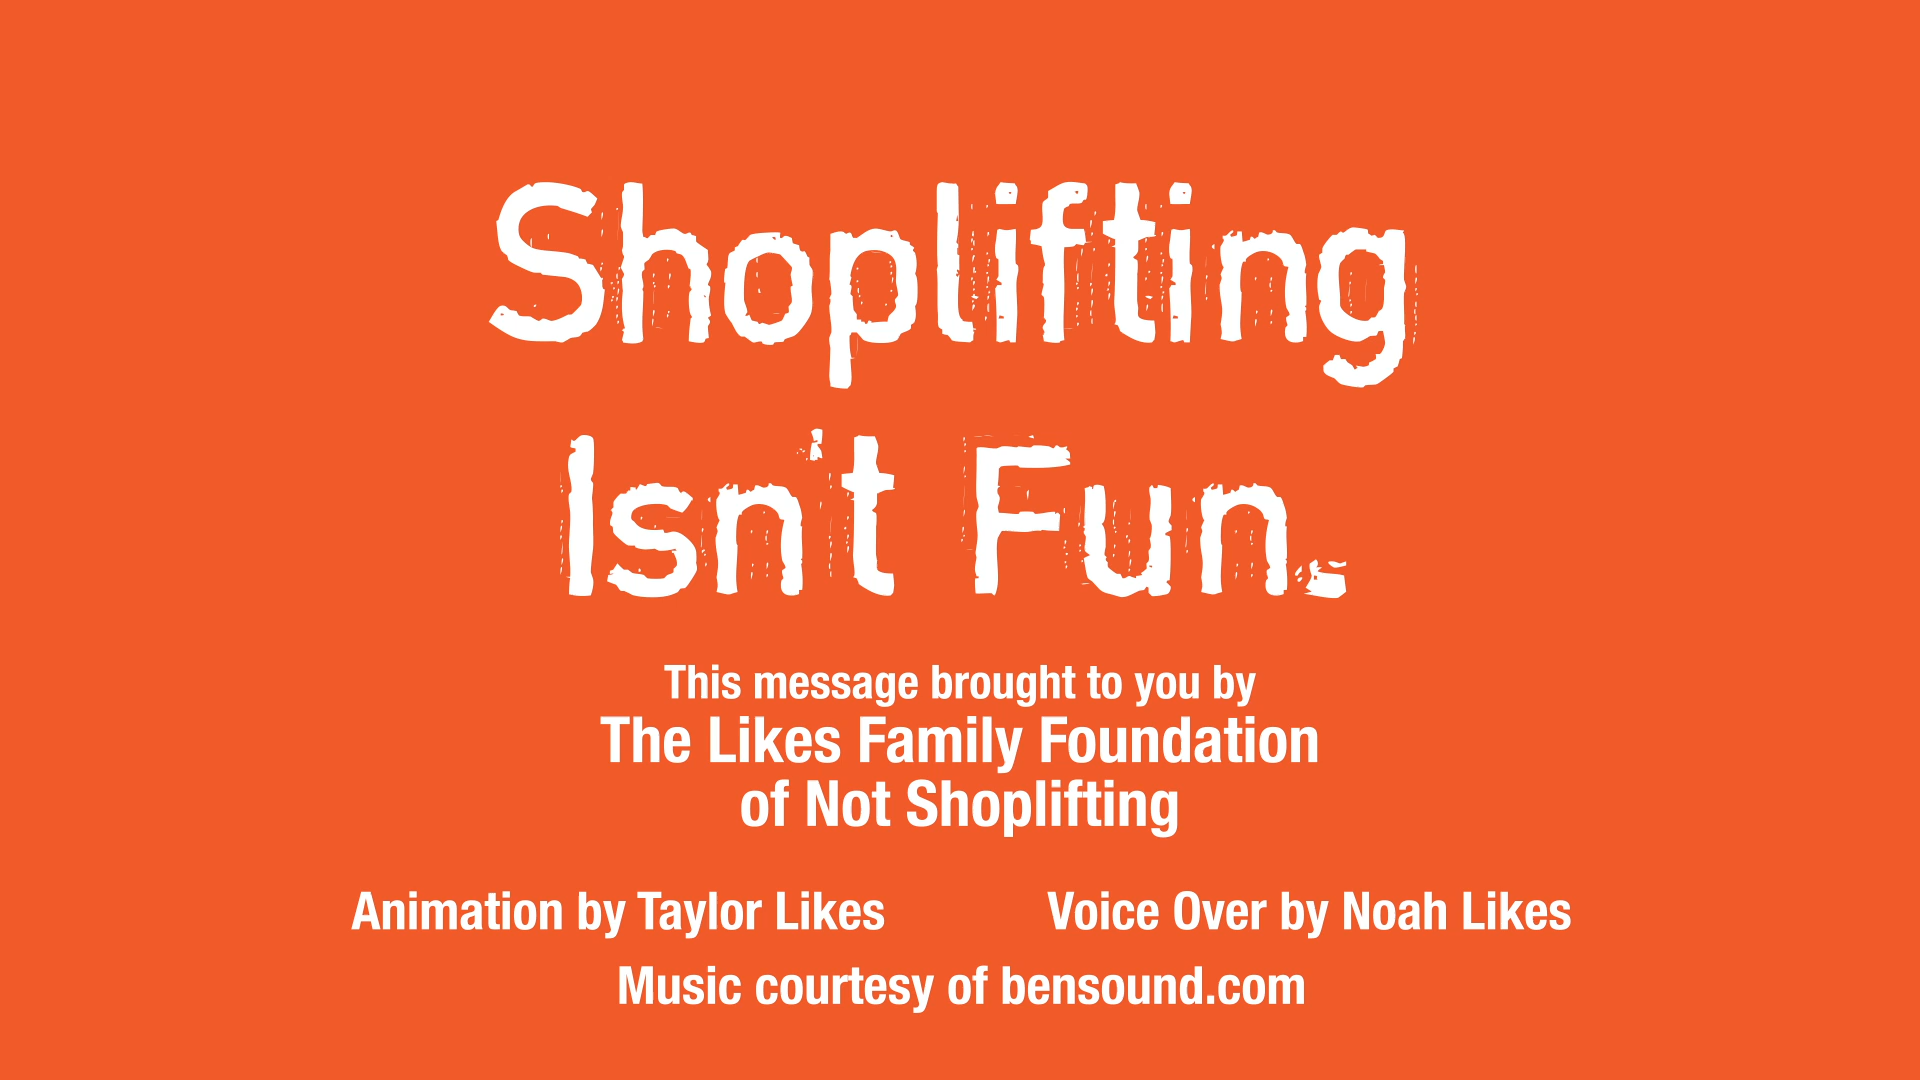 Shoplifting
Isn't Fun.
This message brought to you by
The Likes Family Foundation
of Not Shoplifting
Animation by Taylor Likes
Voice Over by Noah Likes
Music courtesy of bensound.com